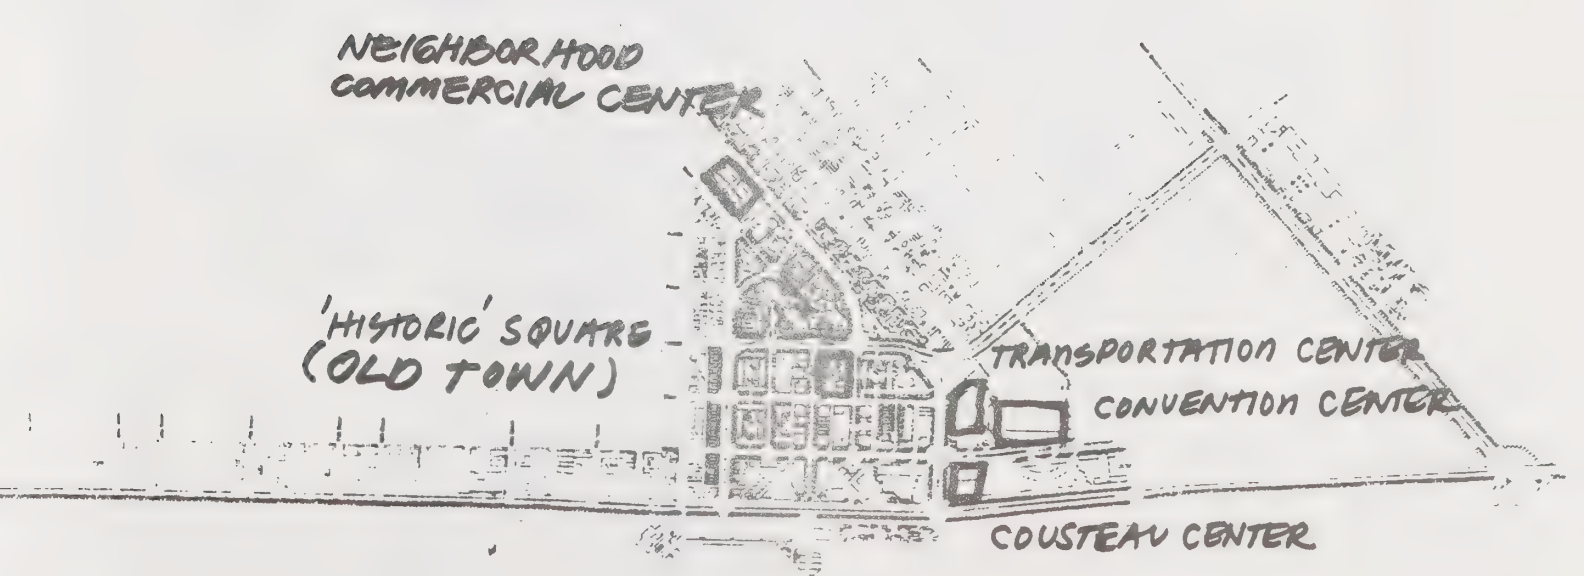 NEIGHBORHOOD
COMMERCIAL CENTER
'HISTORIC' SQUARE
(OLD TOWN)
TRANSPORTATION CENTER
CONVENTION CENTER
COUSTEAU CENTER